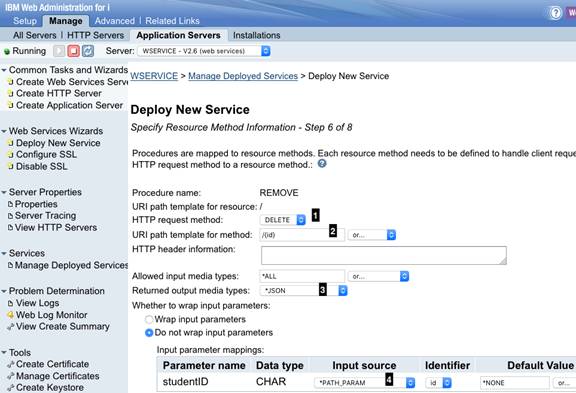 IBM Web Administration for i
Setup Manage Advanced | Related Links
All Servers | HTTP Servers Application Servers Installations
Running Server: WSERVICE - V2.6 (web services)
Common Tasks and Wizards
Create Web Services Serv
Create HTTP Server
Create Application Server
Web Services Wizards
Deploy New Service
Configure SSL
Disable SSL
Server Properties
Properties
Server Tracing
View HTTP Servers
Services
Manage Deployed Services
Problem Determination
View Logs
Web Log Monitor
View Create Summary
Tools
Create Certificate
Manage Certificates
Create Keystore
WSERVICE > Manage Deployed Services > Deploy New Service
Deploy New Service
Specify Resource Method Information - Step 6 of 8
Procedures are mapped to resource methods. Each resource method needs to be defined to handle client reque
HTTP request method to a resource method.: ?
Procedure name: REMOVE
URI path template for resource: /
HTTP request method: DELETE 1
URI path template for method: /{id} 2 or...
HTTP header information:
Allowed input media types: *ALL or...
Returned output media types: *JSON 3
Whether to wrap input parameters:
Wrap input parameters
Do not wrap input parameters
Input parameter mappings:
Parameter name Data type Input source Identifier Default Value
studentID CHAR *PATH_PARAM 4 id *NONE or...